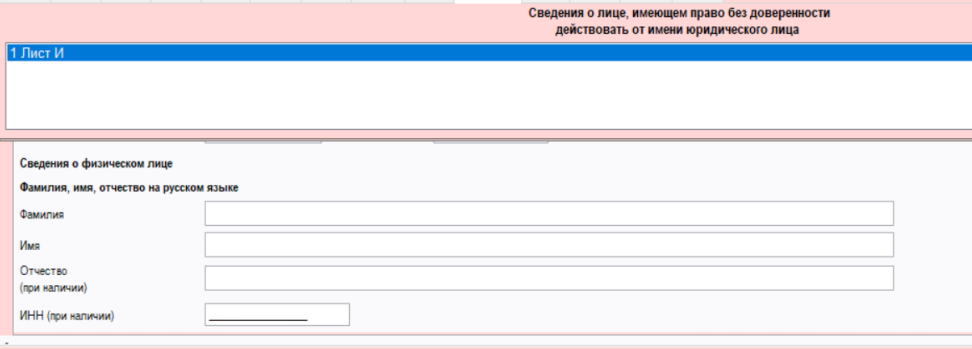 Сведения о лице, имеющем право без доверенности
действовать от имени юридического лица
1 Лист И
Сведения о физическом лице
Фамилия, имя, отчество на русском языке
Фамилия
Имя
Отчество
(при наличии)
ИНН (при наличии)